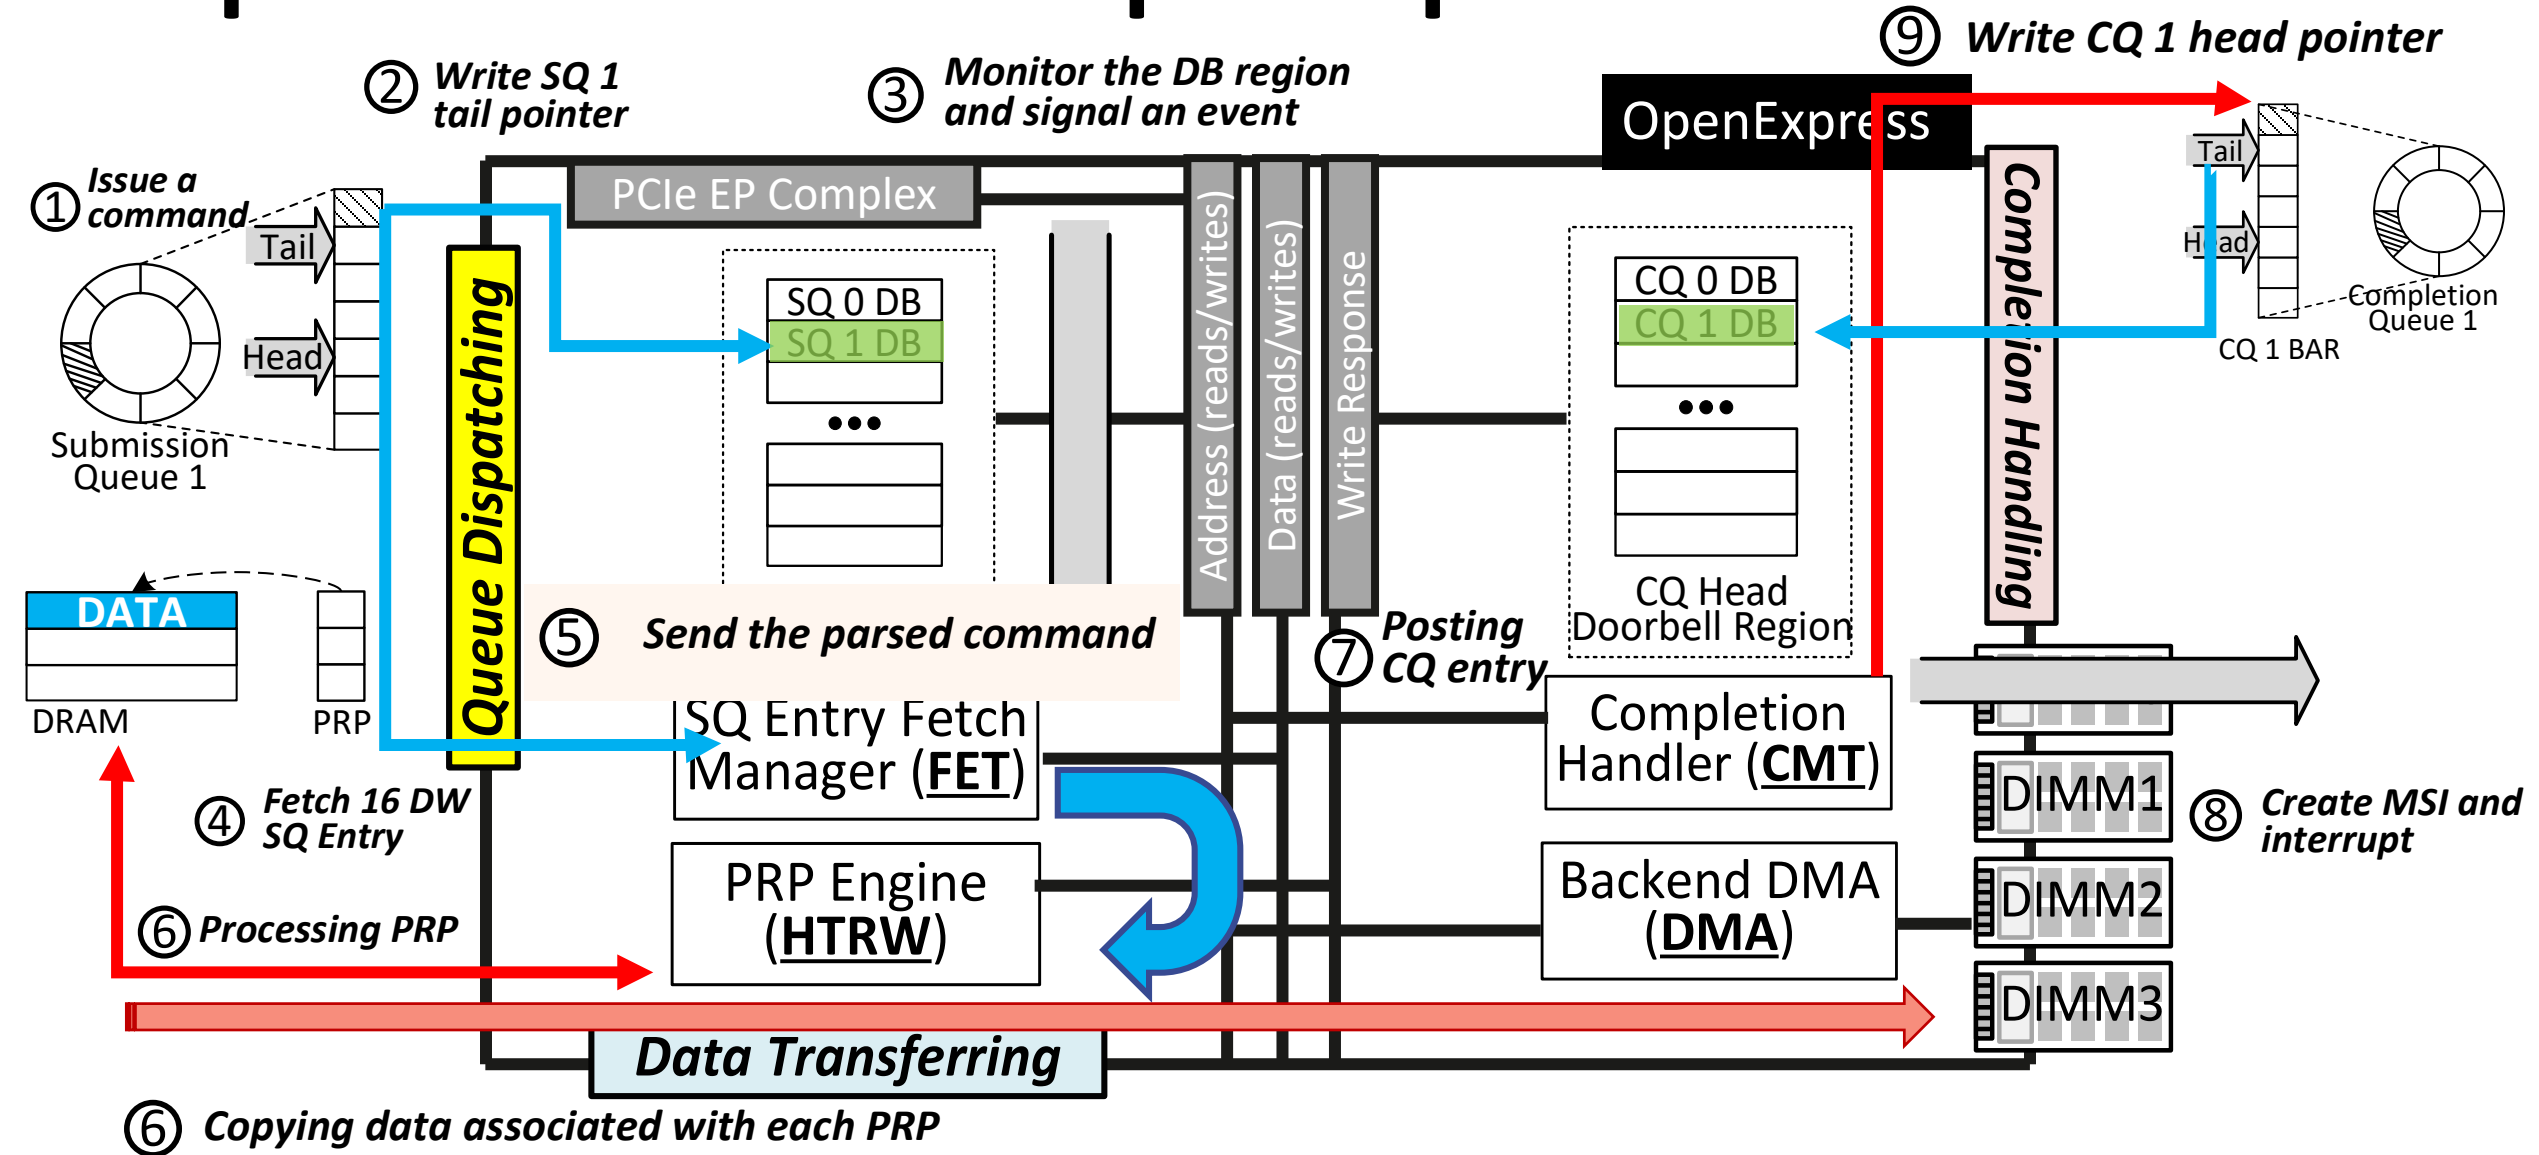 ② Write SQ 1
tail pointer
③ Monitor the DB region
and signal an event
⑨ Write CQ 1 head pointer
OpenExpress
① Issue a
command
Tail
Head
Submission
Queue 1
PCIe EP Complex
Queue Dispatching
SQ 0 DB
SQ 1 DB
•••
Address (reads/writes)
Data (reads/writes)
Write Response
CQ 0 DB
CQ 1 DB
•••
CQ Head
Doorbell Region
Completion Handling
Tail
Head
Completion
Queue 1
CQ 1 BAR
DATA
DRAM
PRP
⑤ Send the parsed command
⑦ Posting
CQ entry
SQ Entry Fetch
Manager (FET)
Completion
Handler (CMT)
④ Fetch 16 DW
SQ Entry
DIMM1
⑧ Create MSI and
interrupt
PRP Engine
(HTRW)
Backend DMA
(DMA)
DIMM2
⑥ Processing PRP
DIMM3
Data Transferring
⑥ Copying data associated with each PRP